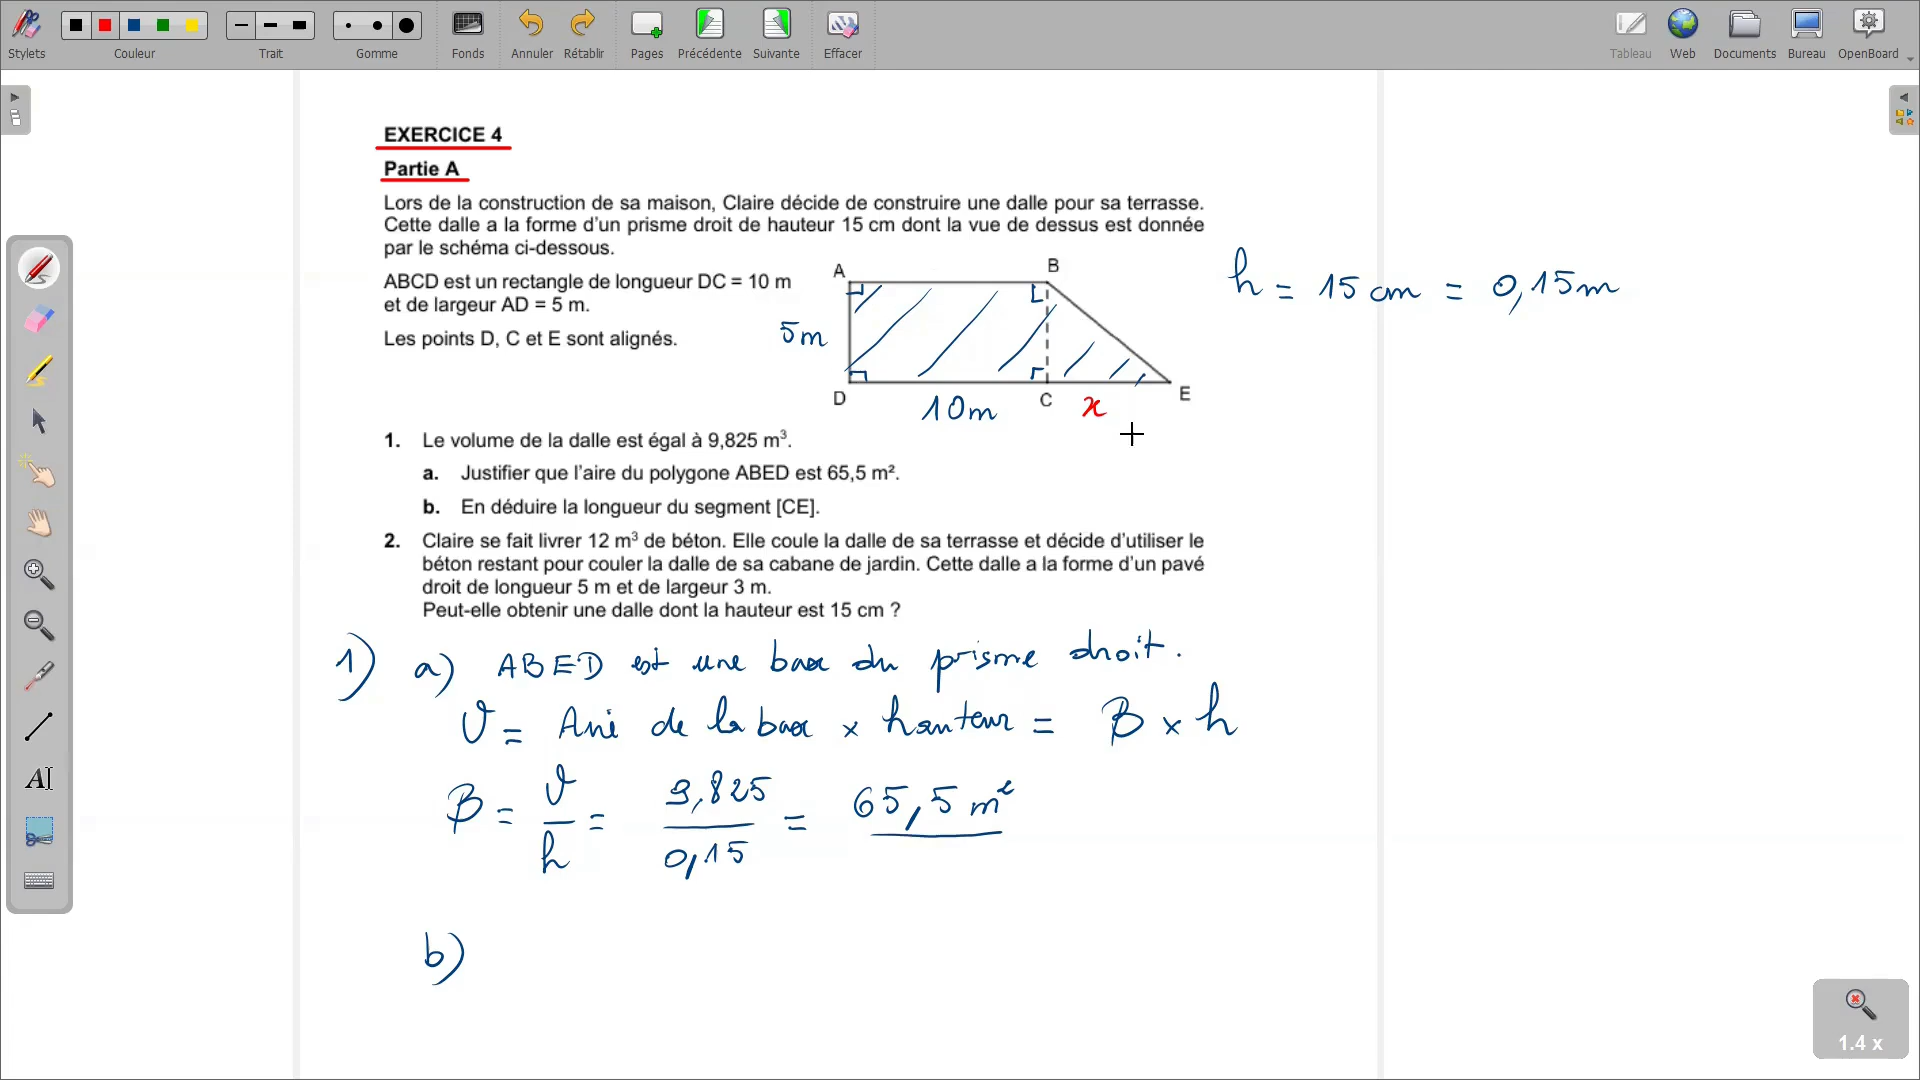 Stylets Couleur Trait Gomme Fonds Annuler Rétablir Pages Précédente Suivante Effacer Tableau Web Documents Bureau OpenBoard
EXERCICE 4
Partie A
Lors de la construction de sa maison, Claire décide de construire une dalle pour sa terrasse.
Cette dalle a la forme d'un prisme droit de hauteur 15 cm dont la vue de dessus est donnée
par le schéma ci-dessous.
ABCD est un rectangle de longueur DC = 10 m
et de largeur AD = 5 m.
Les points D, C et E sont alignés.
A B
5m
D C E
10m x
h = 15 cm = 0,15m
1. Le volume de la dalle est égal à 9,825 m³.
a. Justifier que l'aire du polygone ABED est 65,5 m².
b. En déduire la longueur du segment [CE].
2. Claire se fait livrer 12 m³ de béton. Elle coule la dalle de sa terrasse et décide d'utiliser le
béton restant pour couler la dalle de sa cabane de jardin. Cette dalle a la forme d'un pavé
droit de longueur 5 m et de largeur 3 m.
Peut-elle obtenir une dalle dont la hauteur est 15 cm ?
1) a) ABED est une base du prisme droit.
V = Aire de la base × hauteur = B × h
B = V/h = 9,825/0,15 = 65,5 m²
b)
AI
1.4 x